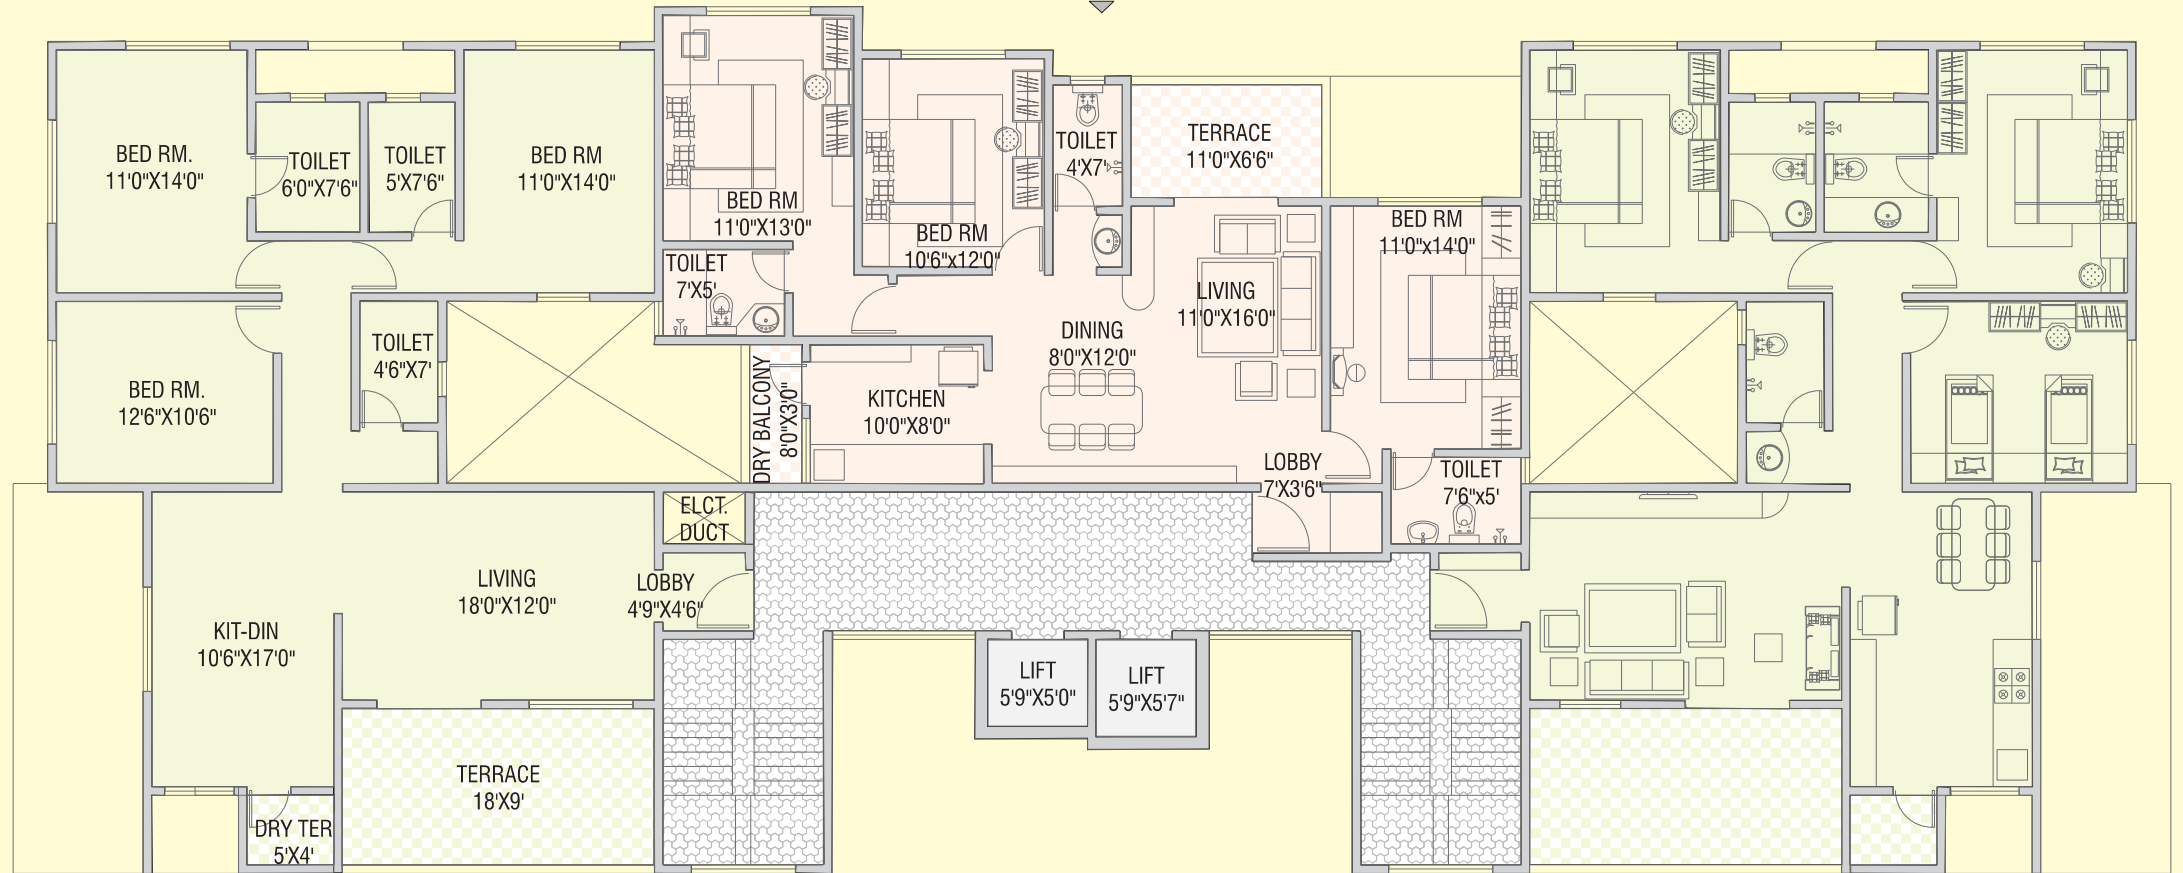 BED RM.
11'0"X14'0"
TOILET
6'0"X7'6"
TOILET
5'X7'6"
BED RM
11'0"X14'0"
BED RM
11'0"X13'0"
BED RM
10'6"x12'0"
TOILET
4'X7'
TERRACE
11'0"X6'6"
BED RM
11'0"x14'0"
TOILET
7'X5'
LIVING
11'0"X16'0"
DINING
8'0"X12'0"
BED RM.
12'6"X10'6"
TOILET
4'6"X7'
DRY BALCONY
8'0"X3'0"
KITCHEN
10'0"X8'0"
LOBBY
7'X3'6"
TOILET
7'6"x5'
ELCT.
DUCT
LIVING
18'0"X12'0"
LOBBY
4'9"X4'6"
KIT-DIN
10'6"X17'0"
LIFT
5'9"X5'0"
LIFT
5'9"X5'7"
TERRACE
18'X9'
DRY TER
5'X4'